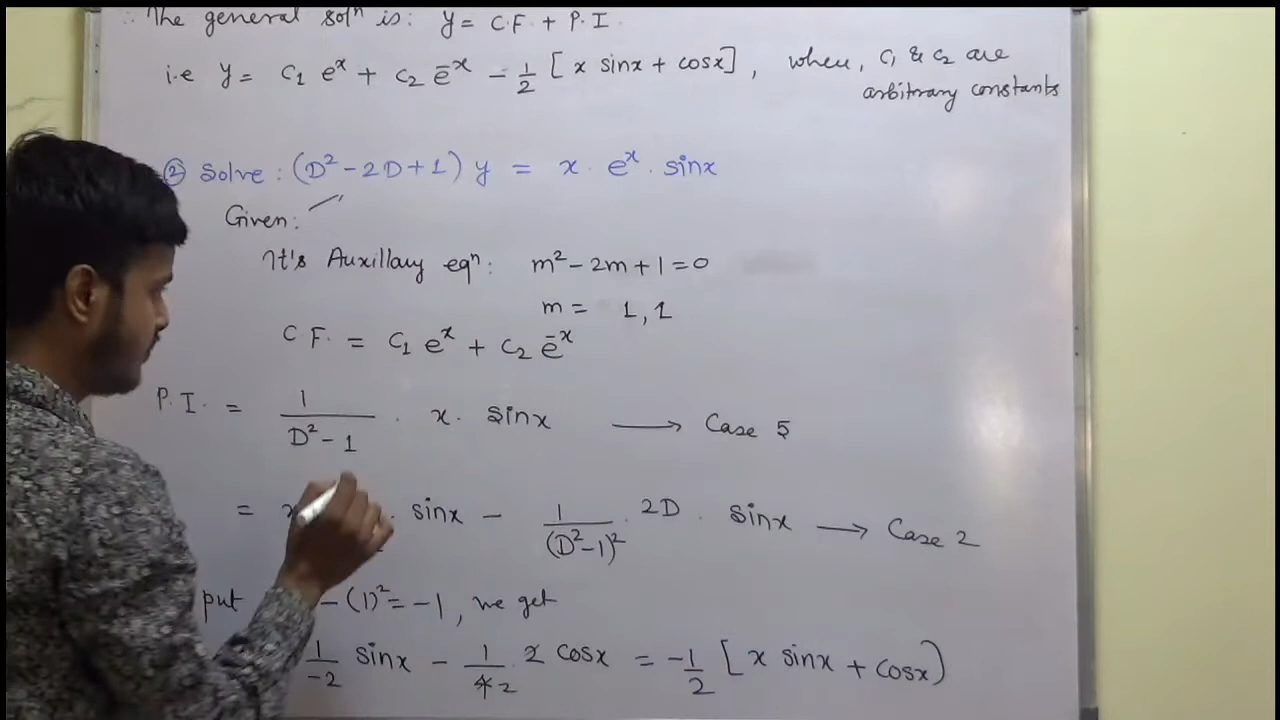 ∴ The general solⁿ is: y = C.F. + P.I.
i.e y = c₁ eˣ + c₂ e⁻ˣ - 1/2 [x sinx + cosx], when, c₁ & c₂ are
arbitrary constants
② Solve: (D² - 2D + 1) y = x · eˣ · sinx
Given:
It's Auxillary eqⁿ: m² - 2m + 1 = 0
m = 1, 1
C.F. = c₁ eˣ + c₂ e⁻ˣ
P.I. = 1/(D² - 1) · x · sinx → Case 5
= · sinx - 1/(D² - 1)² · 2D · sinx → Case 2
put - (1)² = -1, we get
1/-2 sinx - 1/4 2 · 2 cosx = -1/2 [x sinx + cosx)